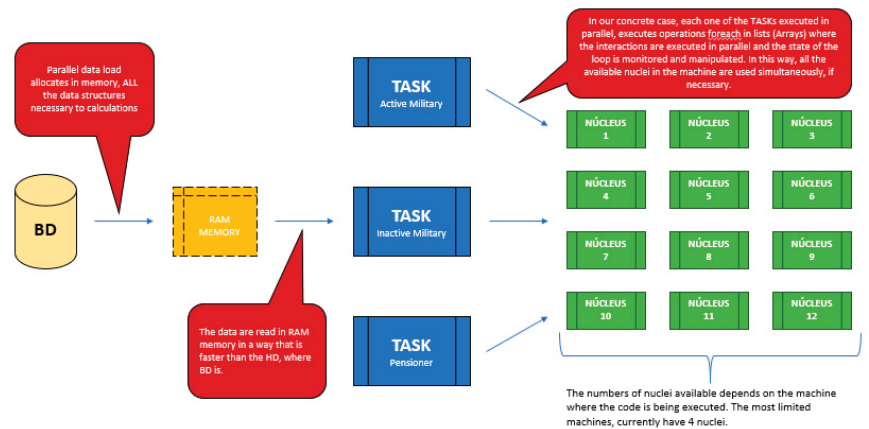 Parallel data load
allocates in memory, ALL
the data structures
necessary to calculations
BD
RAM
MEMORY
The data are read in RAM
memory in a way that is
faster than the HD, where
BD is.
TASK
Active Military
TASK
Inactive Military
TASK
Pensioner
In our concrete case, each one of the TASKs executed in
parallel, executes operations foreach in lists (Arrays) where
the interactions are executed in parallel and the state of the
loop is monitored and manipulated. In this way, all the
available nuclei in the machine are used simultaneously, if
necessary.
NÚCLEUS
1
NÚCLEUS
2
NÚCLEUS
3
NÚCLEUS
4
NÚCLEUS
5
NÚCLEUS
6
NÚCLEUS
7
NÚCLEUS
8
NÚCLEUS
9
NÚCLEUS
10
NÚCLEUS
11
NÚCLEUS
12
The numbers of nuclei available depends on the machine
where the code is being executed. The most limited
machines, currently have 4 nuclei.